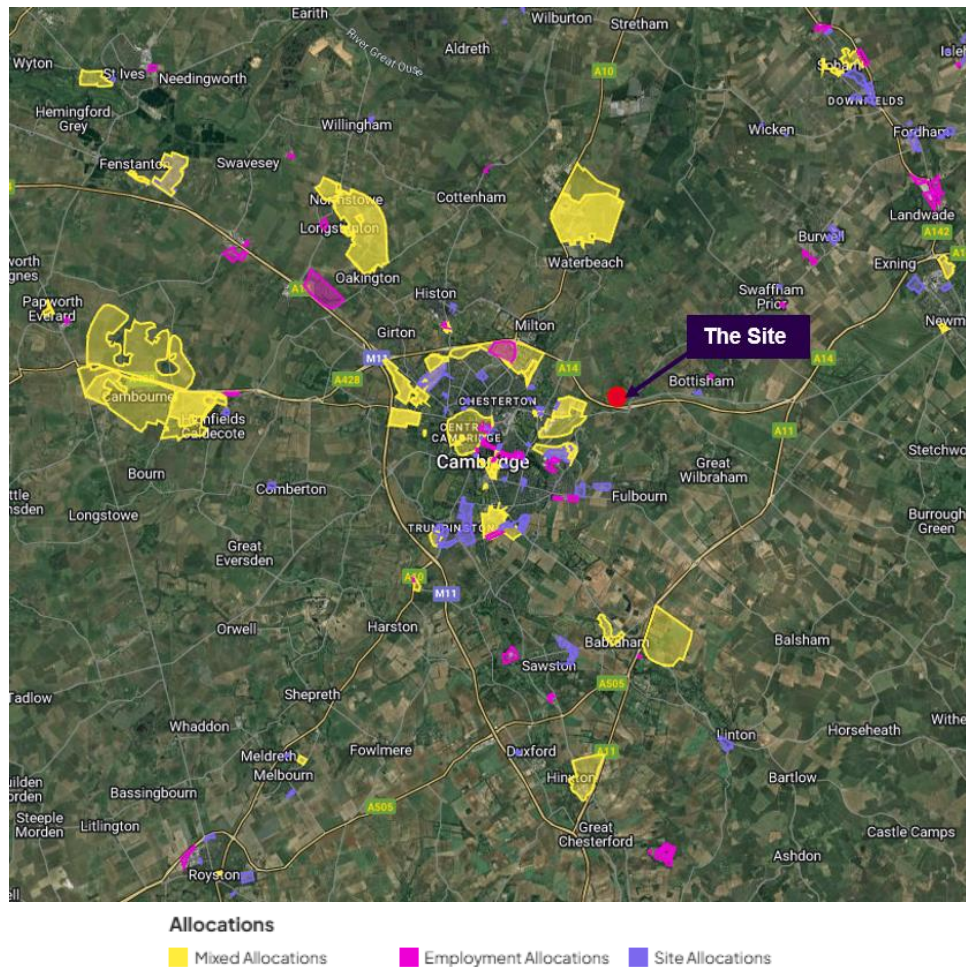 Earith
Wilburton
Stretham
Aldreth
River Great Ouse
Wyton
St Ives
Needingworth
A10
Soham
DOWNFIELDS
Hemingford
Grey
Willingham
Wicken
Fordham
Fenstanton
Swavesey
Cottenham
Northstowe
Longstanton
Landwade
A142
Burwell
Waterbeach
Exning
Oakington
Histon
Swaffham
Prior
Papworth
Everard
Girton
Milton
The Site
A14
M11
A428
A14
Bottisham
CHESTERTON
Cambourne
Highfields
Caldecote
CENTRAL
CAMBRIDGE
Cambridge
A11
Bourn
Comberton
Great
Wilbraham
Fulbourn
Longstowe
TRUMPINGTON
Burrough
Green
Great
Eversden
A10
M11
Orwell
Harston
Babraham
Balsham
Sawston
A505
Shepreth
Whaddon
Fowlmere
Duxford
A11
Linton
Horseheath
Meldreth
Melbourn
Hinxton
Bartlow
Bassingbourn
A505
Steeple
Morden
Litlington
Great
Chesterford
Castle Camps
Ashdon
Royston
Allocations
Mixed Allocations
Employment Allocations
Site Allocations